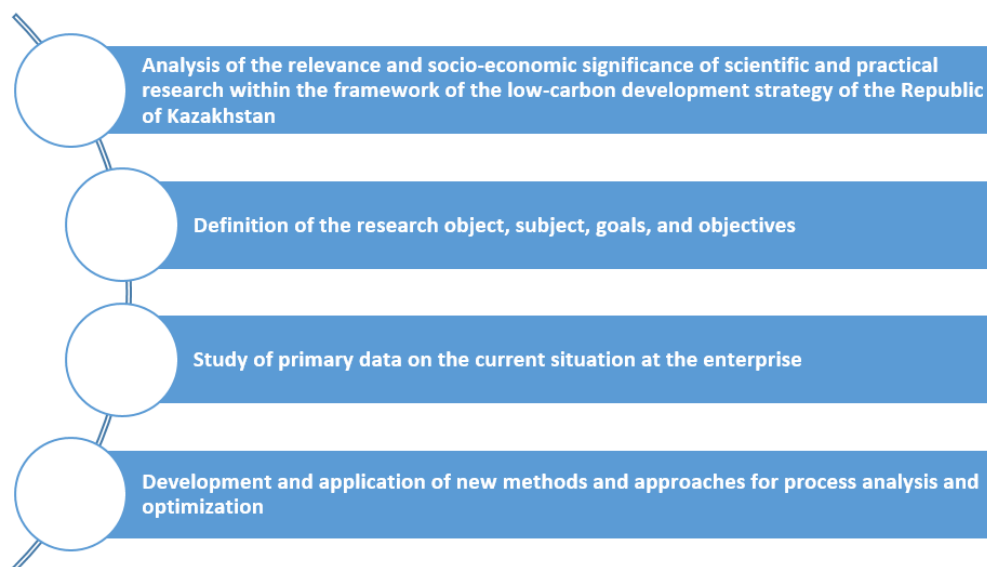 Analysis of the relevance and socio-economic significance of scientific and practical
research within the framework of the low-carbon development strategy of the Republic
of Kazakhstan
Definition of the research object, subject, goals, and objectives
Study of primary data on the current situation at the enterprise
Development and application of new methods and approaches for process analysis and
optimization